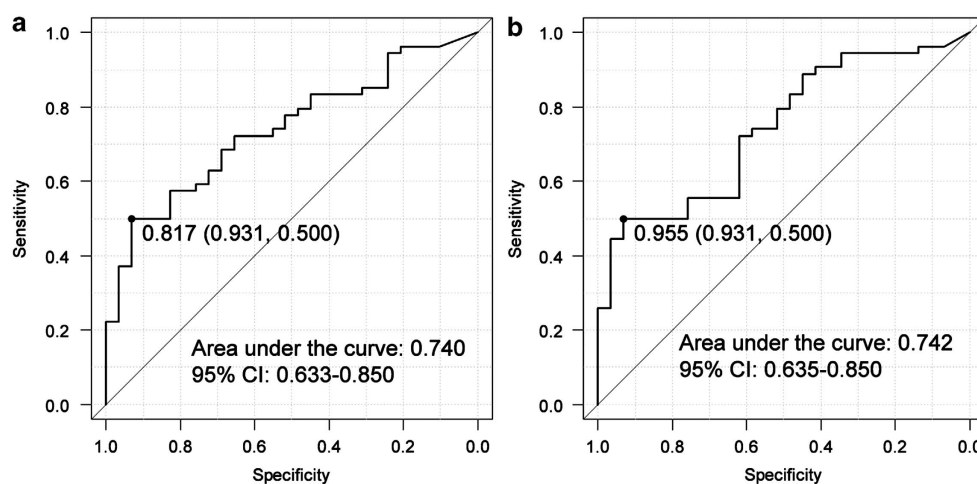 a
1.0
0.8
0.6
0.4
0.2
0.0
Sensitivity
0.817 (0.931, 0.500)
Area under the curve: 0.740
95% CI: 0.633-0.850
1.0 0.8 0.6 0.4 0.2 0.0
Specificity
b
1.0
0.8
0.6
0.4
0.2
0.0
Sensitivity
0.955 (0.931, 0.500)
Area under the curve: 0.742
95% CI: 0.635-0.850
1.0 0.8 0.6 0.4 0.2 0.0
Specificity